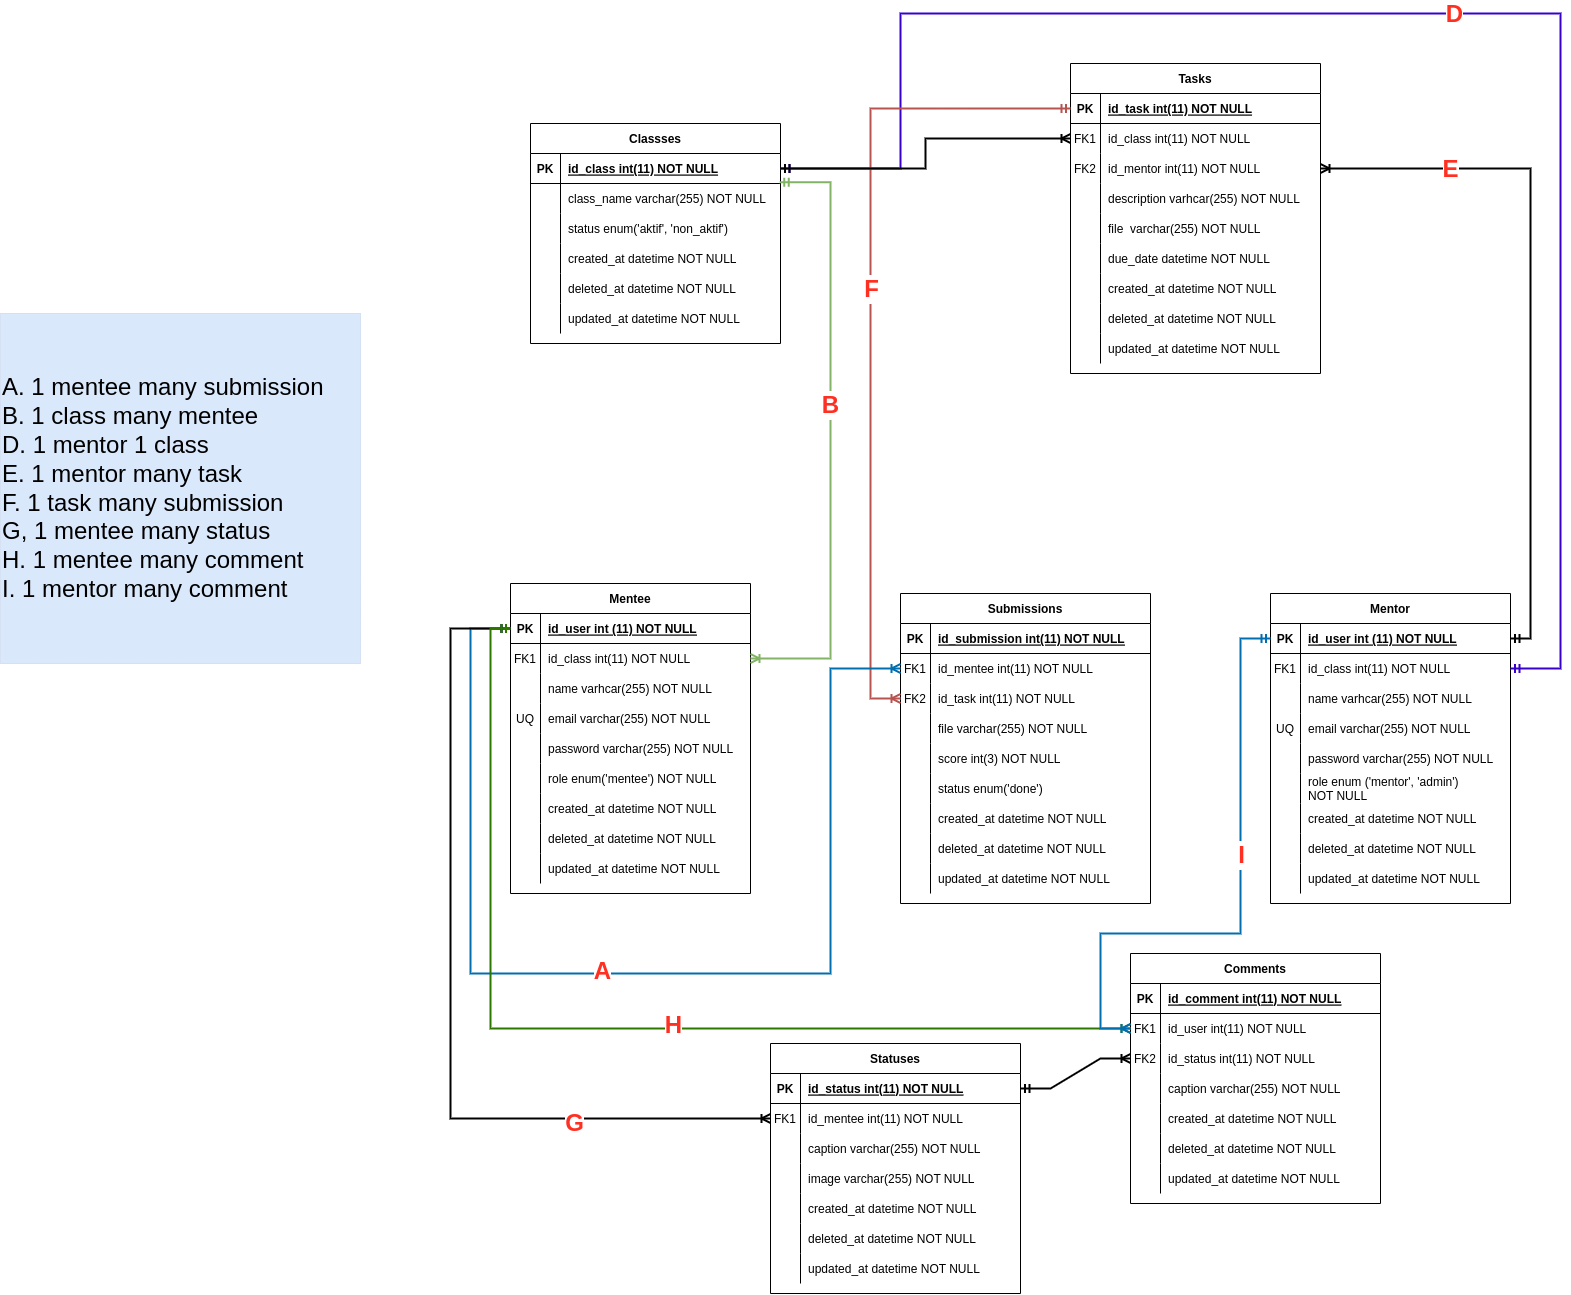 D
Tasks
PK id_task int(11) NOT NULL
FK1 id_class int(11) NOT NULL
FK2 id_mentor int(11) NOT NULL
description varhcar(255) NOT NULL
file  varchar(255) NOT NULL
due_date datetime NOT NULL
created_at datetime NOT NULL
deleted_at datetime NOT NULL
updated_at datetime NOT NULL
Classses
PK id_class int(11) NOT NULL
class_name varchar(255) NOT NULL
status enum('aktif', 'non_aktif')
created_at datetime NOT NULL
deleted_at datetime NOT NULL
updated_at datetime NOT NULL
E
F
B
A. 1 mentee many submission
B. 1 class many mentee
D. 1 mentor 1 class
E. 1 mentor many task
F. 1 task many submission
G, 1 mentee many status
H. 1 mentee many comment
I. 1 mentor many comment
Mentee
PK id_user int (11) NOT NULL
FK1 id_class int(11) NOT NULL
name varhcar(255) NOT NULL
UQ email varchar(255) NOT NULL
password varchar(255) NOT NULL
role enum('mentee') NOT NULL
created_at datetime NOT NULL
deleted_at datetime NOT NULL
updated_at datetime NOT NULL
Submissions
PK id_submission int(11) NOT NULL
FK1 id_mentee int(11) NOT NULL
FK2 id_task int(11) NOT NULL
file varchar(255) NOT NULL
score int(3) NOT NULL
status enum('done')
created_at datetime NOT NULL
deleted_at datetime NOT NULL
updated_at datetime NOT NULL
Mentor
PK id_user int (11) NOT NULL
FK1 id_class int(11) NOT NULL
name varhcar(255) NOT NULL
UQ email varchar(255) NOT NULL
password varchar(255) NOT NULL
role enum ('mentor', 'admin')
NOT NULL
created_at datetime NOT NULL
deleted_at datetime NOT NULL
updated_at datetime NOT NULL
I
A
H
G
Statuses
PK id_status int(11) NOT NULL
FK1 id_mentee int(11) NOT NULL
caption varchar(255) NOT NULL
image varchar(255) NOT NULL
created_at datetime NOT NULL
deleted_at datetime NOT NULL
updated_at datetime NOT NULL
Comments
PK id_comment int(11) NOT NULL
FK1 id_user int(11) NOT NULL
FK2 id_status int(11) NOT NULL
caption varchar(255) NOT NULL
created_at datetime NOT NULL
deleted_at datetime NOT NULL
updated_at datetime NOT NULL